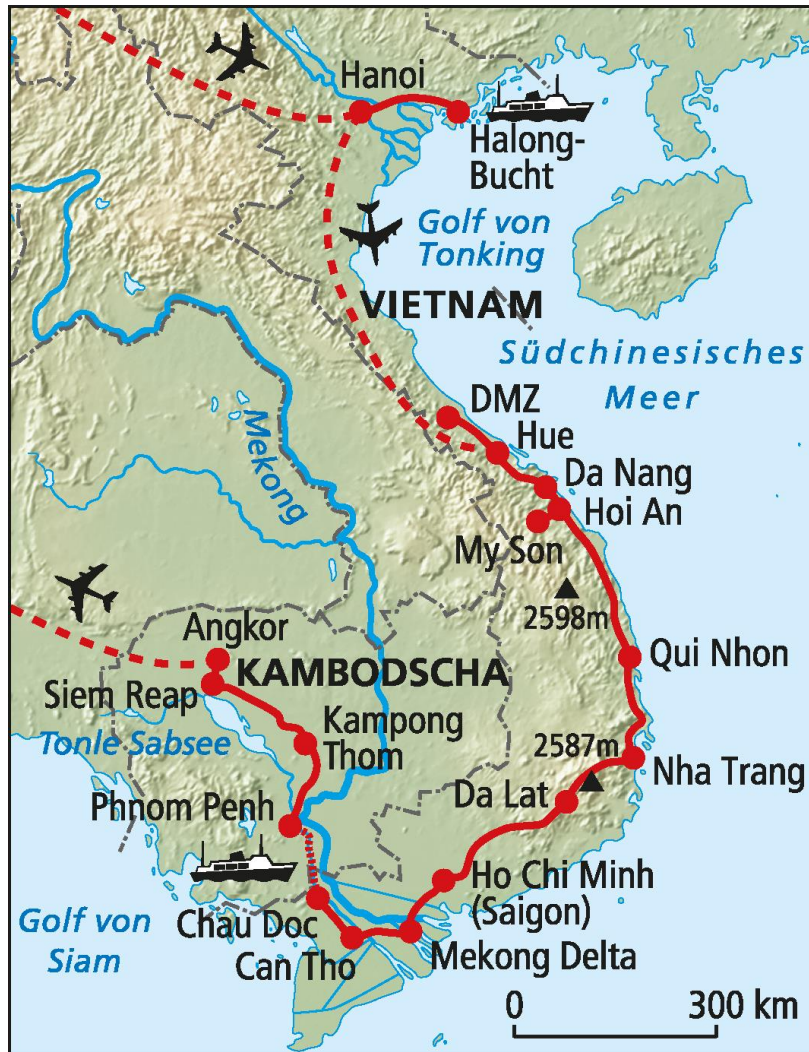 Hanoi
Halong-
Bucht
Golf von
Tonking
VIETNAM
Südchinesisches
Meer
DMZ
Hue
Da Nang
Hoi An
My Son
2598m
Mekong
Angkor
KAMBODSCHA
Siem Reap
Qui Nhon
Tonle Sabsee
Kampong
Thom
2587m
Nha Trang
Phnom Penh
Da Lat
Ho Chi Minh
(Saigon)
Golf von
Siam
Chau Doc
Can Tho
Mekong Delta
0 300 km